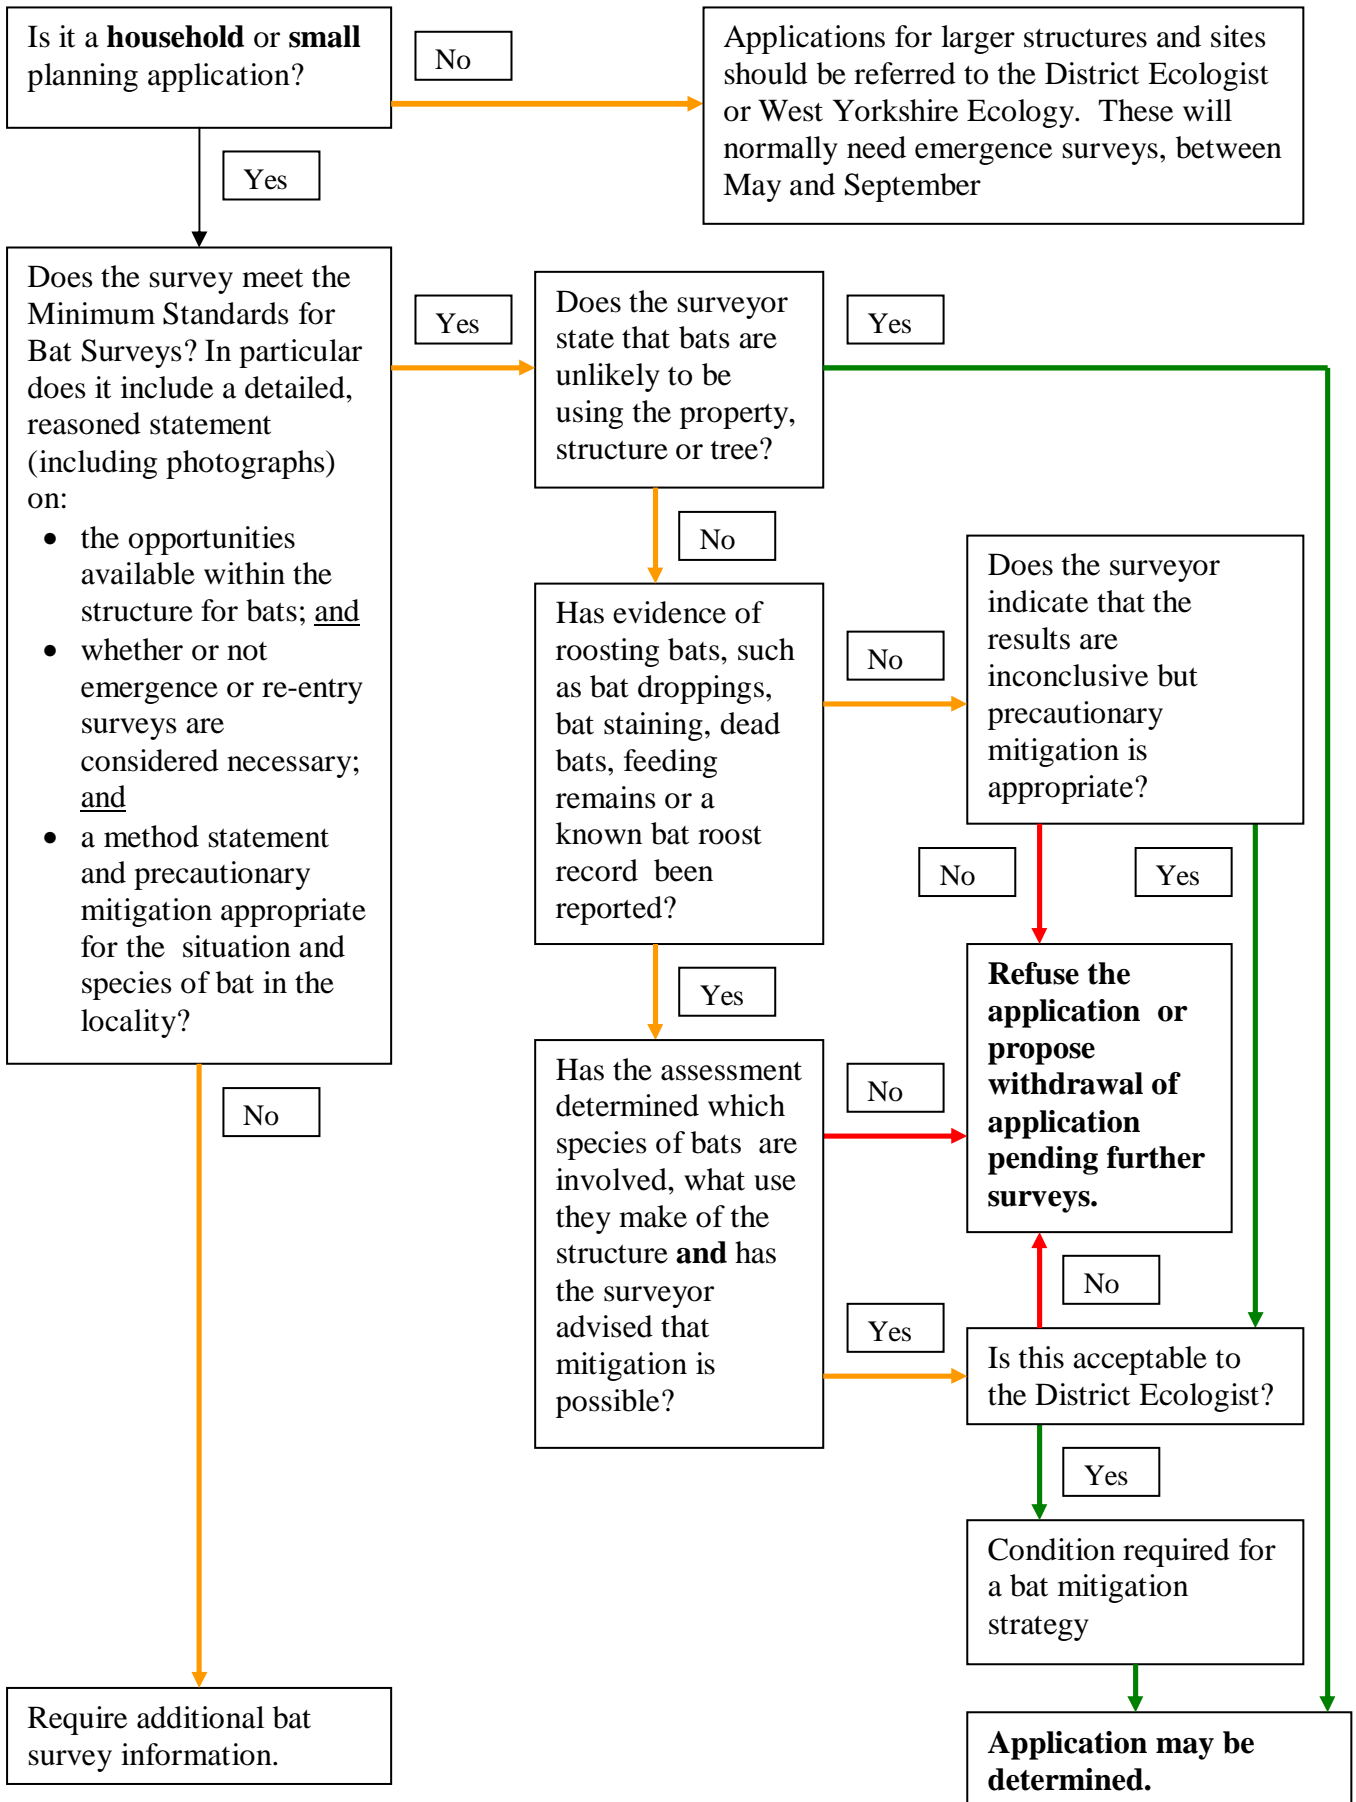 Is it a household or small
planning application?
No
Applications for larger structures and sites
should be referred to the District Ecologist
or West Yorkshire Ecology.  These will
normally need emergence surveys, between
May and September
Yes
Does the survey meet the
Minimum Standards for
Bat Surveys? In particular
does it include a detailed,
reasoned statement
(including photographs)
on:
• the opportunities
available within the
structure for bats; and
• whether or not
emergence or re-entry
surveys are
considered necessary;
and
• a method statement
and precautionary
mitigation appropriate
for the  situation and
species of bat in the
locality?
Yes
Does the surveyor
state that bats are
unlikely to be
using the property,
structure or tree?
Yes
No
Has evidence of
roosting bats, such
as bat droppings,
bat staining, dead
bats, feeding
remains or a
known bat roost
record  been
reported?
No
Does the surveyor
indicate that the
results are
inconclusive but
precautionary
mitigation is
appropriate?
No
Yes
Yes
Refuse the
application  or
propose
withdrawal of
application
pending further
surveys.
Has the assessment
determined which
species of bats  are
involved, what use
they make of the
structure and has
the surveyor
advised that
mitigation is
possible?
No
No
Yes
No
Is this acceptable to
the District Ecologist?
Yes
Condition required for
a bat mitigation
strategy
Require additional bat
survey information.
Application may be
determined.